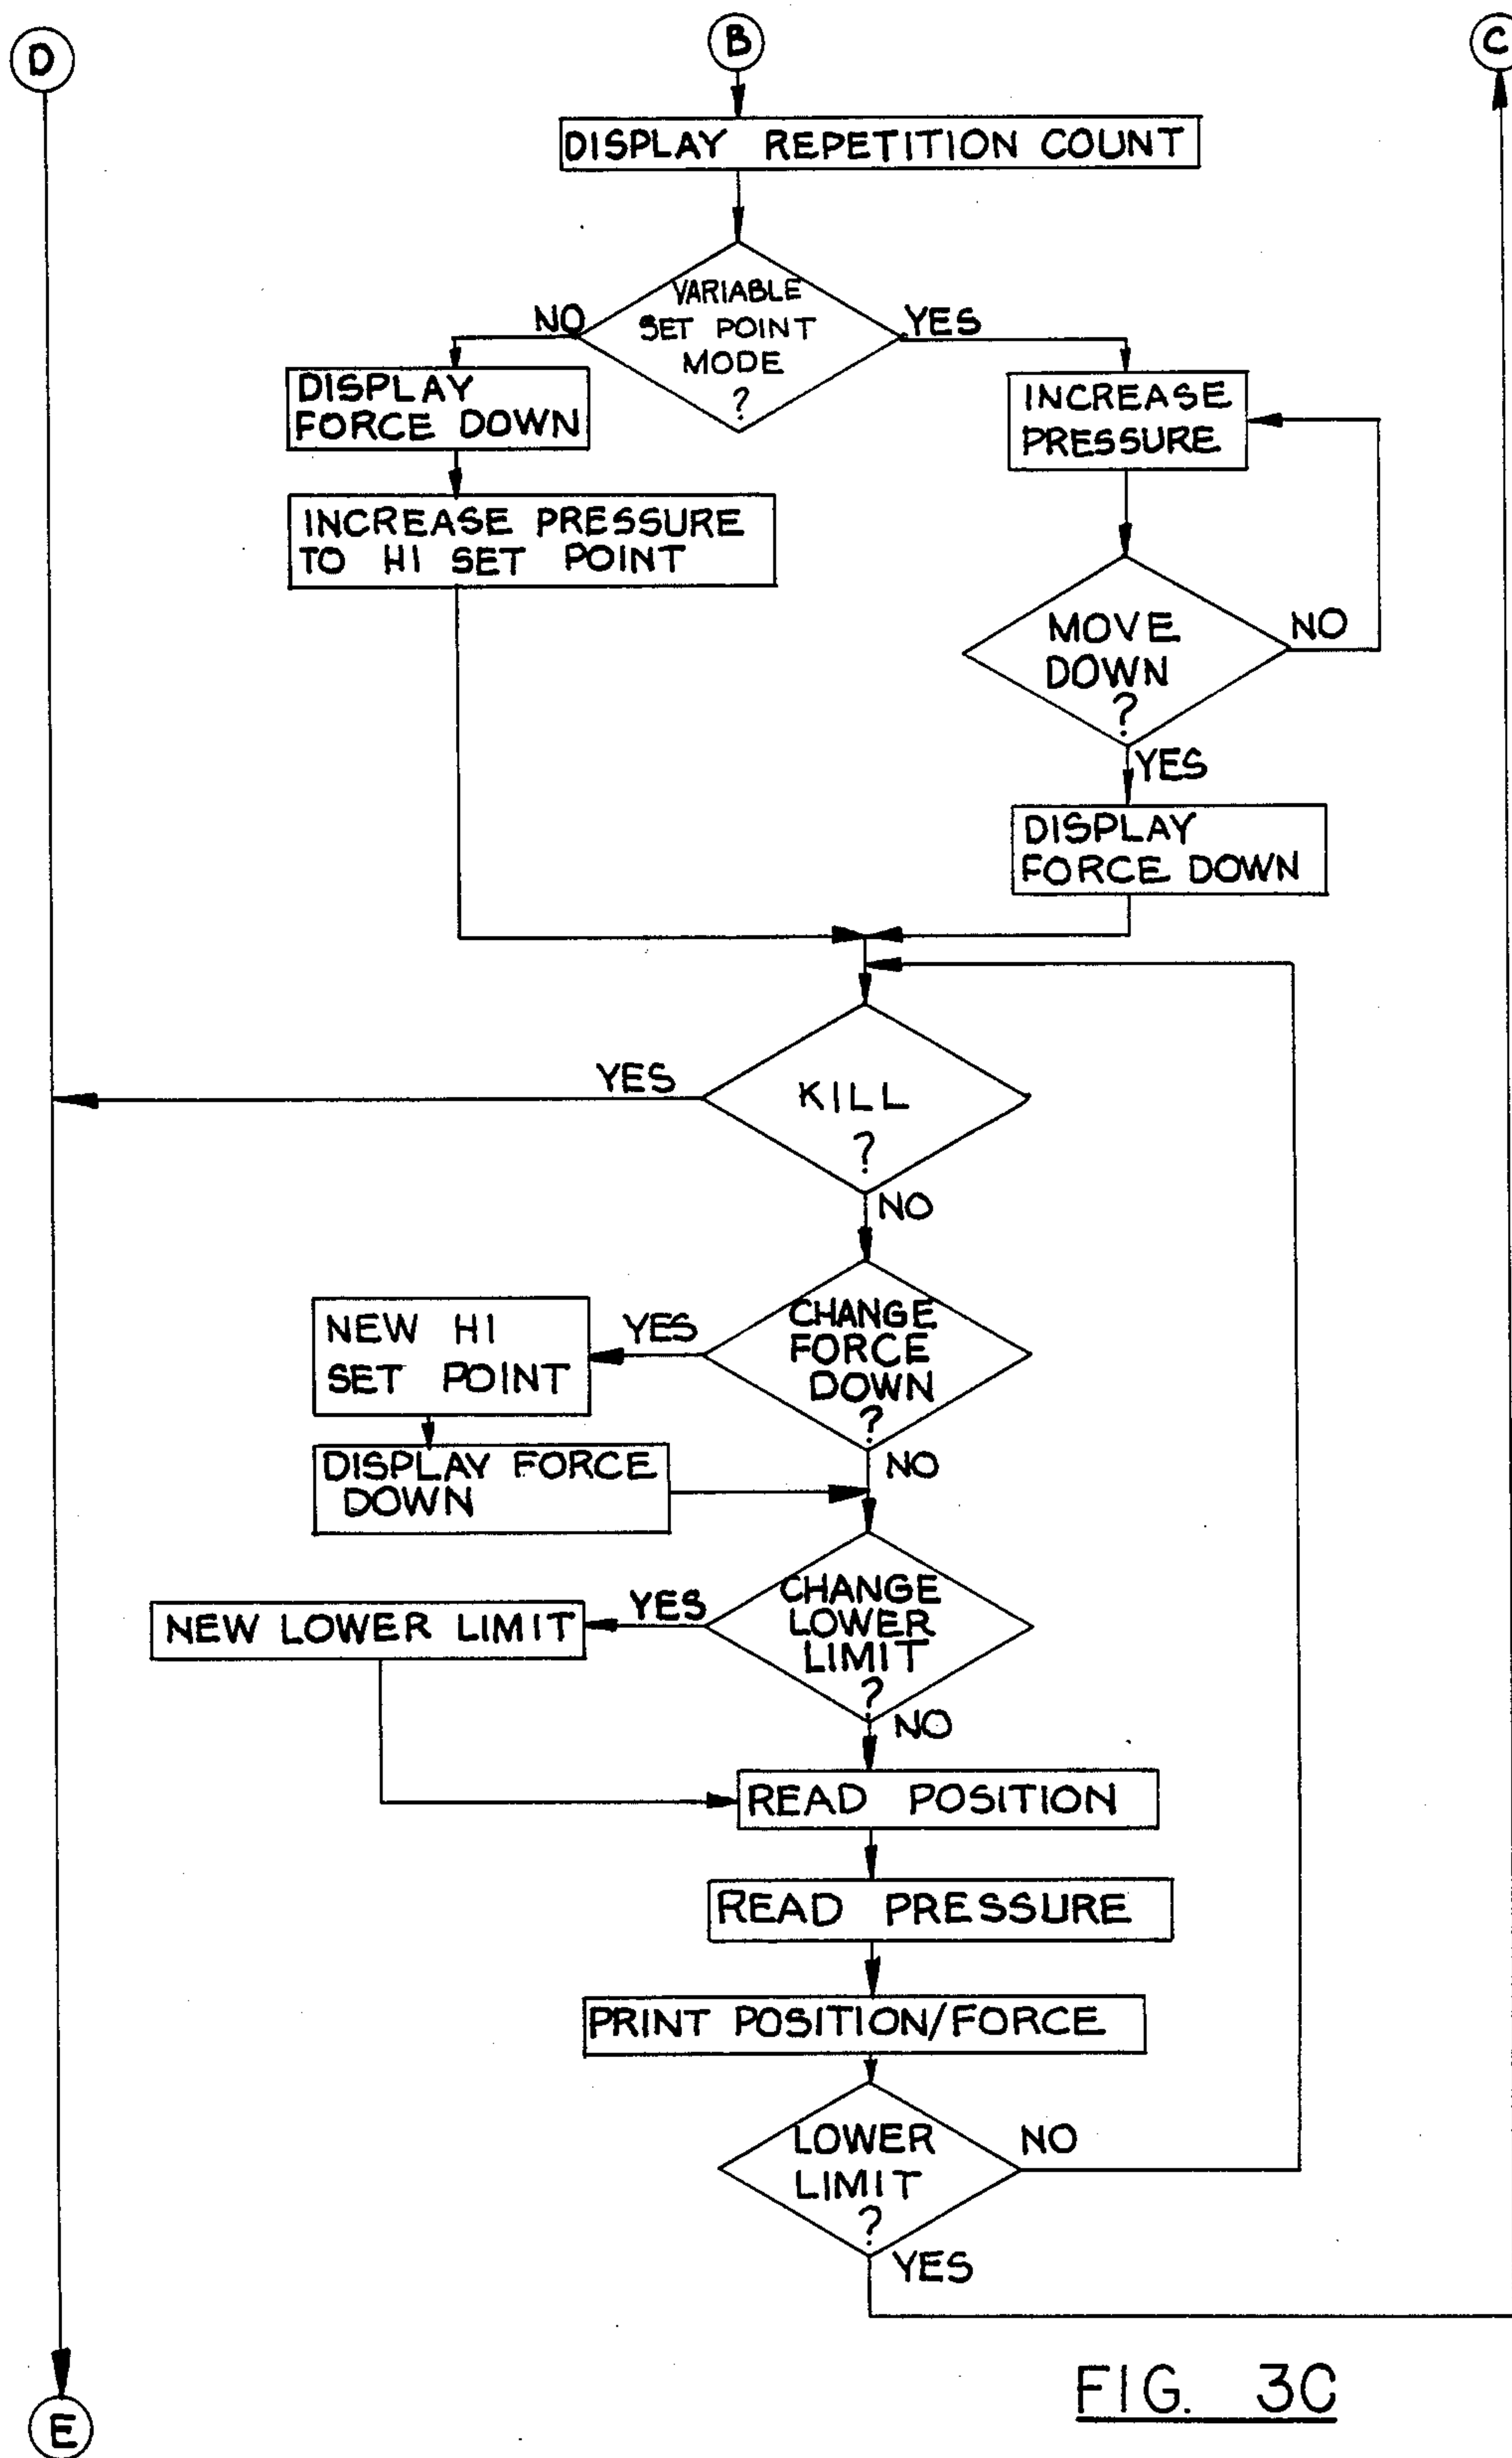 D
B
C
DISPLAY REPETITION COUNT
VARIABLE
SET POINT
MODE
?
NO
YES
DISPLAY
FORCE DOWN
INCREASE
PRESSURE
INCREASE PRESSURE
TO HI SET POINT
MOVE
DOWN
?
NO
YES
DISPLAY
FORCE DOWN
KILL
?
YES
NO
CHANGE
FORCE
DOWN
?
YES
NEW HI
SET POINT
NO
DISPLAY FORCE
DOWN
CHANGE
LOWER
LIMIT
?
YES
NEW LOWER LIMIT
NO
READ POSITION
READ PRESSURE
PRINT POSITION/FORCE
LOWER
LIMIT
?
NO
YES
FIG. 3C
E